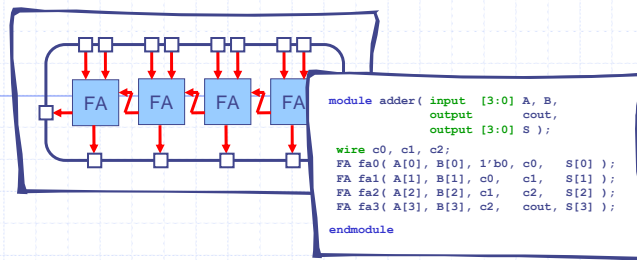 FA FA FA FA
module adder( input [3:0] A, B,
output cout,
output [3:0] S );
wire c0, c1, c2;
FA fa0( A[0], B[0], 1’b0, c0, S[0] );
FA fa1( A[1], B[1], c0, c1, S[1] );
FA fa2( A[2], B[2], c1, c2, S[2] );
FA fa3( A[3], B[3], c2, cout, S[3] );
endmodule